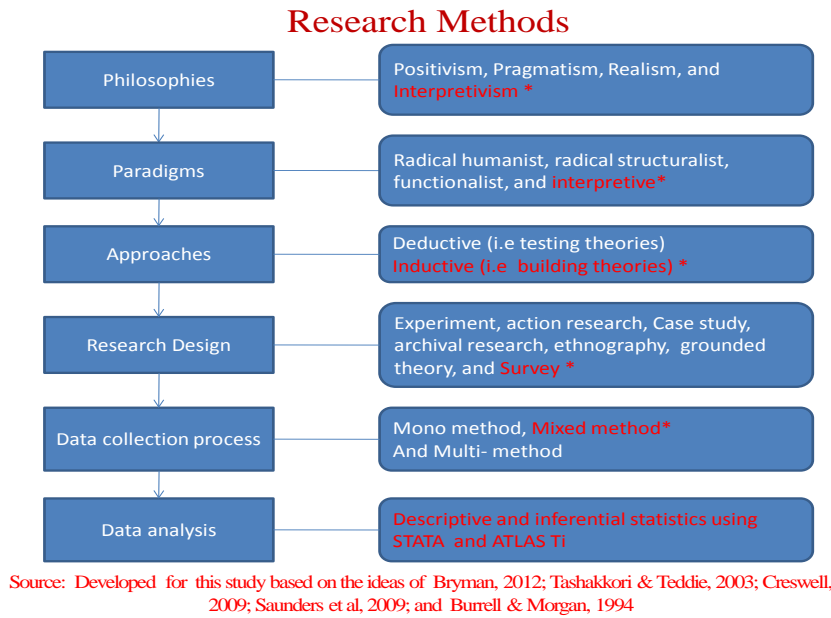 Research Methods
Philosophies
Positivism, Pragmatism, Realism, and
Interpretivism *
Paradigms
Radical humanist, radical structuralist,
functionalist, and interpretive*
Approaches
Deductive (i.e testing theories)
Inductive (i.e building theories) *
Research Design
Experiment, action research, Case study,
archival research, ethnography, grounded
theory, and Survey *
Data collection process
Mono method, Mixed method*
And Multi- method
Data analysis
Descriptive and inferential statistics using
STATA and ATLAS Ti
Source: Developed for this study based on the ideas of Bryman, 2012; Tashakkori & Teddie, 2003; Creswell,
2009; Saunders et al, 2009; and Burrell & Morgan, 1994